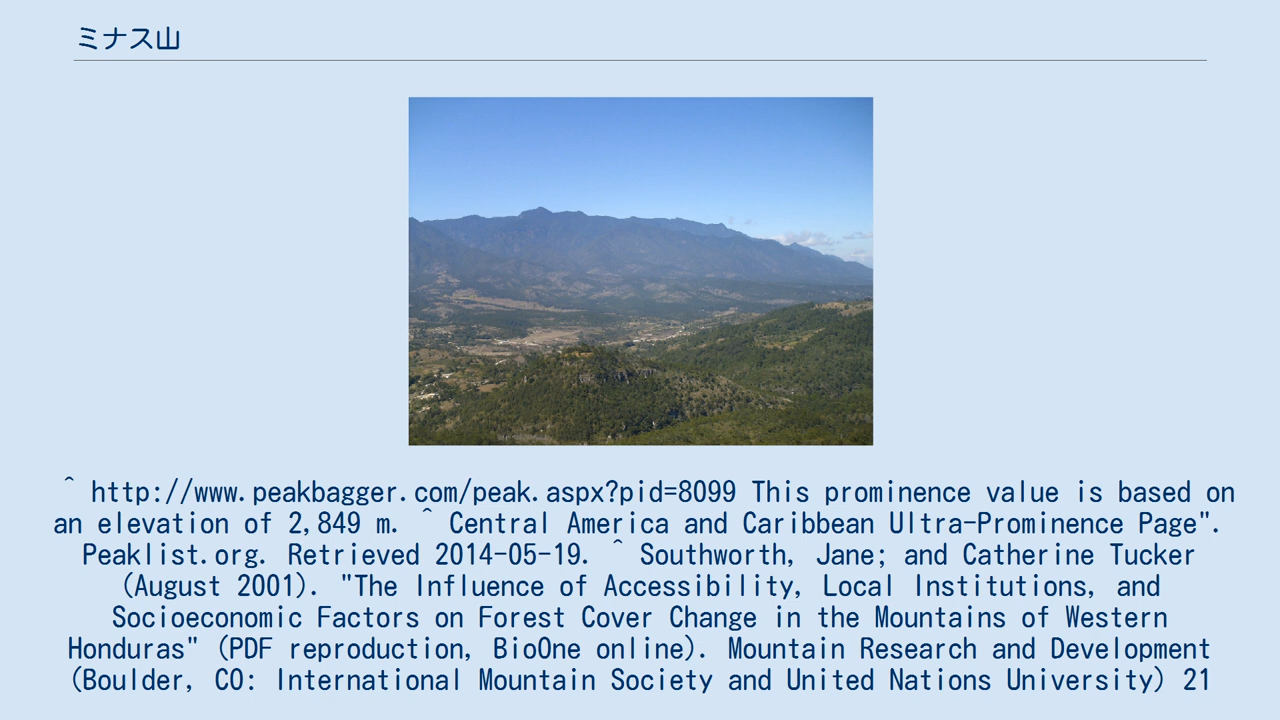 ミナス山
^ http://www.peakbagger.com/peak.aspx?pid=8099 This prominence value is based on
an elevation of 2,849 m. ^ Central America and Caribbean Ultra-Prominence Page".
Peaklist.org. Retrieved 2014-05-19. ^ Southworth, Jane; and Catherine Tucker
(August 2001). "The Influence of Accessibility, Local Institutions, and
Socioeconomic Factors on Forest Cover Change in the Mountains of Western
Honduras" (PDF reproduction, BioOne online). Mountain Research and Development
(Boulder, CO: International Mountain Society and United Nations University) 21